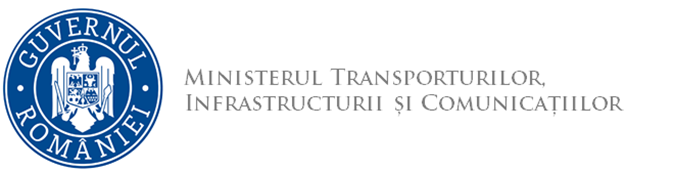 GUVERNUL ROMÂNIEI
MINISTERUL TRANSPORTURILOR,
INFRASTRUCTURII ȘI COMUNICAȚIILOR